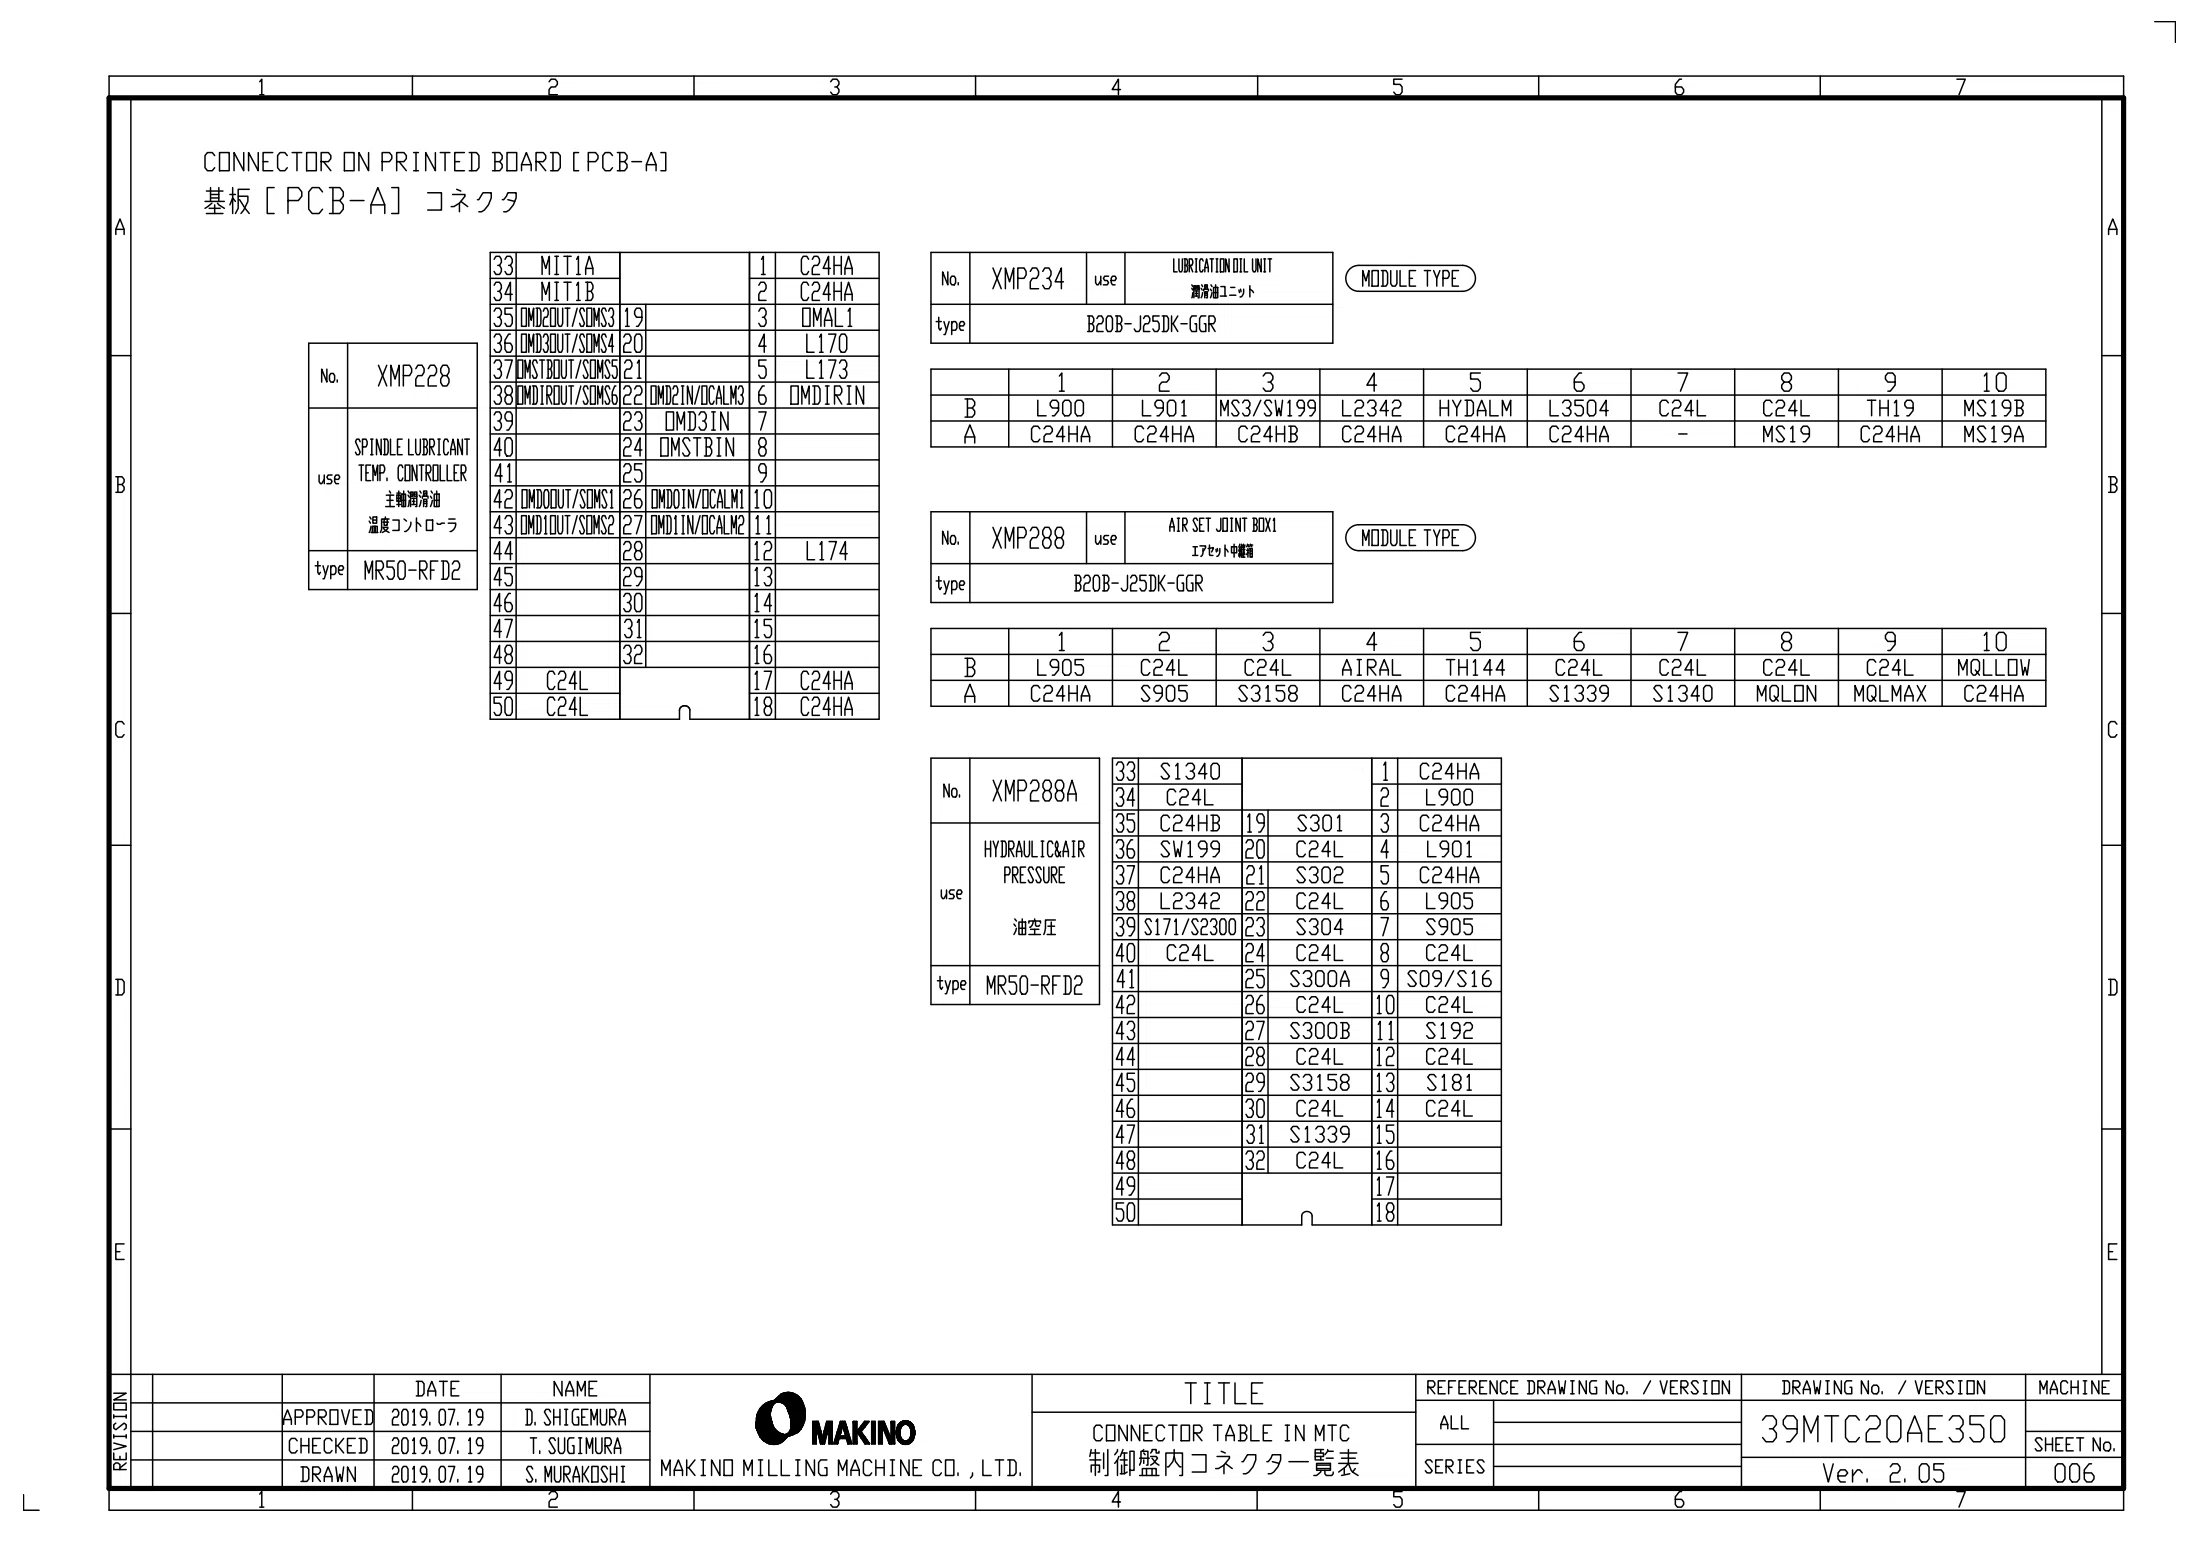 1 2 3 4 5 6 7
CONNECTOR ON PRINTED BOARD [PCB-A]
基板 [PCB-A] コネクタ
A A
B B
C C
D D
E E
No. XMP228
use SPINDLE LUBRICANT
TEMP. CONTROLLER
主軸潤滑油
温度コントローラ
type MR50-RFD2
33 MIT1A 1 C24HA
34 MIT1B 2 C24HA
35 OMD2OUT/SOMS3 19 3 OMAL1
36 OMD3OUT/SOMS4 20 4 L170
37 OMSTBOUT/SOMS5 21 5 L173
38 OMDIROUT/SOMS6 22 OMD2IN/OCALM3 6 OMDIRIN
39 23 OMD3IN 7
40 24 OMSTBIN 8
41 25 9
42 OMD0OUT/SOMS1 26 OMD0IN/OCALM1 10
43 OMD1OUT/SOMS2 27 OMD1IN/OCALM2 11
44 28 12 L174
45 29 13
46 30 14
47 31 15
48 32 16
49 C24L 17 C24HA
50 C24L 18 C24HA
No. XMP234 use LUBRICATION OIL UNIT
潤滑油ユニット
type B20B-J25DK-GGR
MODULE TYPE
1 2 3 4 5 6 7 8 9 10
B L900 L901 MS3/SW199 L2342 HYDALM L3504 C24L C24L TH19 MS19B
A C24HA C24HA C24HB C24HA C24HA C24HA - MS19 C24HA MS19A
No. XMP288 use AIR SET JOINT BOX1
エアセット中継箱
type B20B-J25DK-GGR
MODULE TYPE
1 2 3 4 5 6 7 8 9 10
B L905 C24L C24L AIRAL TH144 C24L C24L C24L C24L MQLLOW
A C24HA S905 S3158 C24HA C24HA S1339 S1340 MQLON MQLMAX C24HA
No. XMP288A
use HYDRAULIC&AIR
PRESSURE
油空圧
type MR50-RFD2
33 S1340 1 C24HA
34 C24L 2 L900
35 C24HB 19 S301 3 C24HA
36 SW199 20 C24L 4 L901
37 C24HA 21 S302 5 C24HA
38 L2342 22 C24L 6 L905
39 S171/S2300 23 S304 7 S905
40 C24L 24 C24L 8 C24L
41 25 S300A 9 S09/S16
42 26 C24L 10 C24L
43 27 S300B 11 S192
44 28 C24L 12 C24L
45 29 S3158 13 S181
46 30 C24L 14 C24L
47 31 S1339 15
48 32 C24L 16
49 17
50 18
REVISION
DATE NAME
APPROVED 2019.07.19 D. SHIGEMURA
CHECKED 2019.07.19 T. SUGIMURA
DRAWN 2019.07.19 S. MURAKOSHI
MAKINO
MAKINO MILLING MACHINE CO.,LTD.
TITLE
CONNECTOR TABLE IN MTC
制御盤内コネクター覧表
REFERENCE DRAWING No. / VERSION
ALL
SERIES
DRAWING No. / VERSION
39MTC20AE350
Ver. 2.05
MACHINE
SHEET No.
006
1 2 3 4 5 6 7